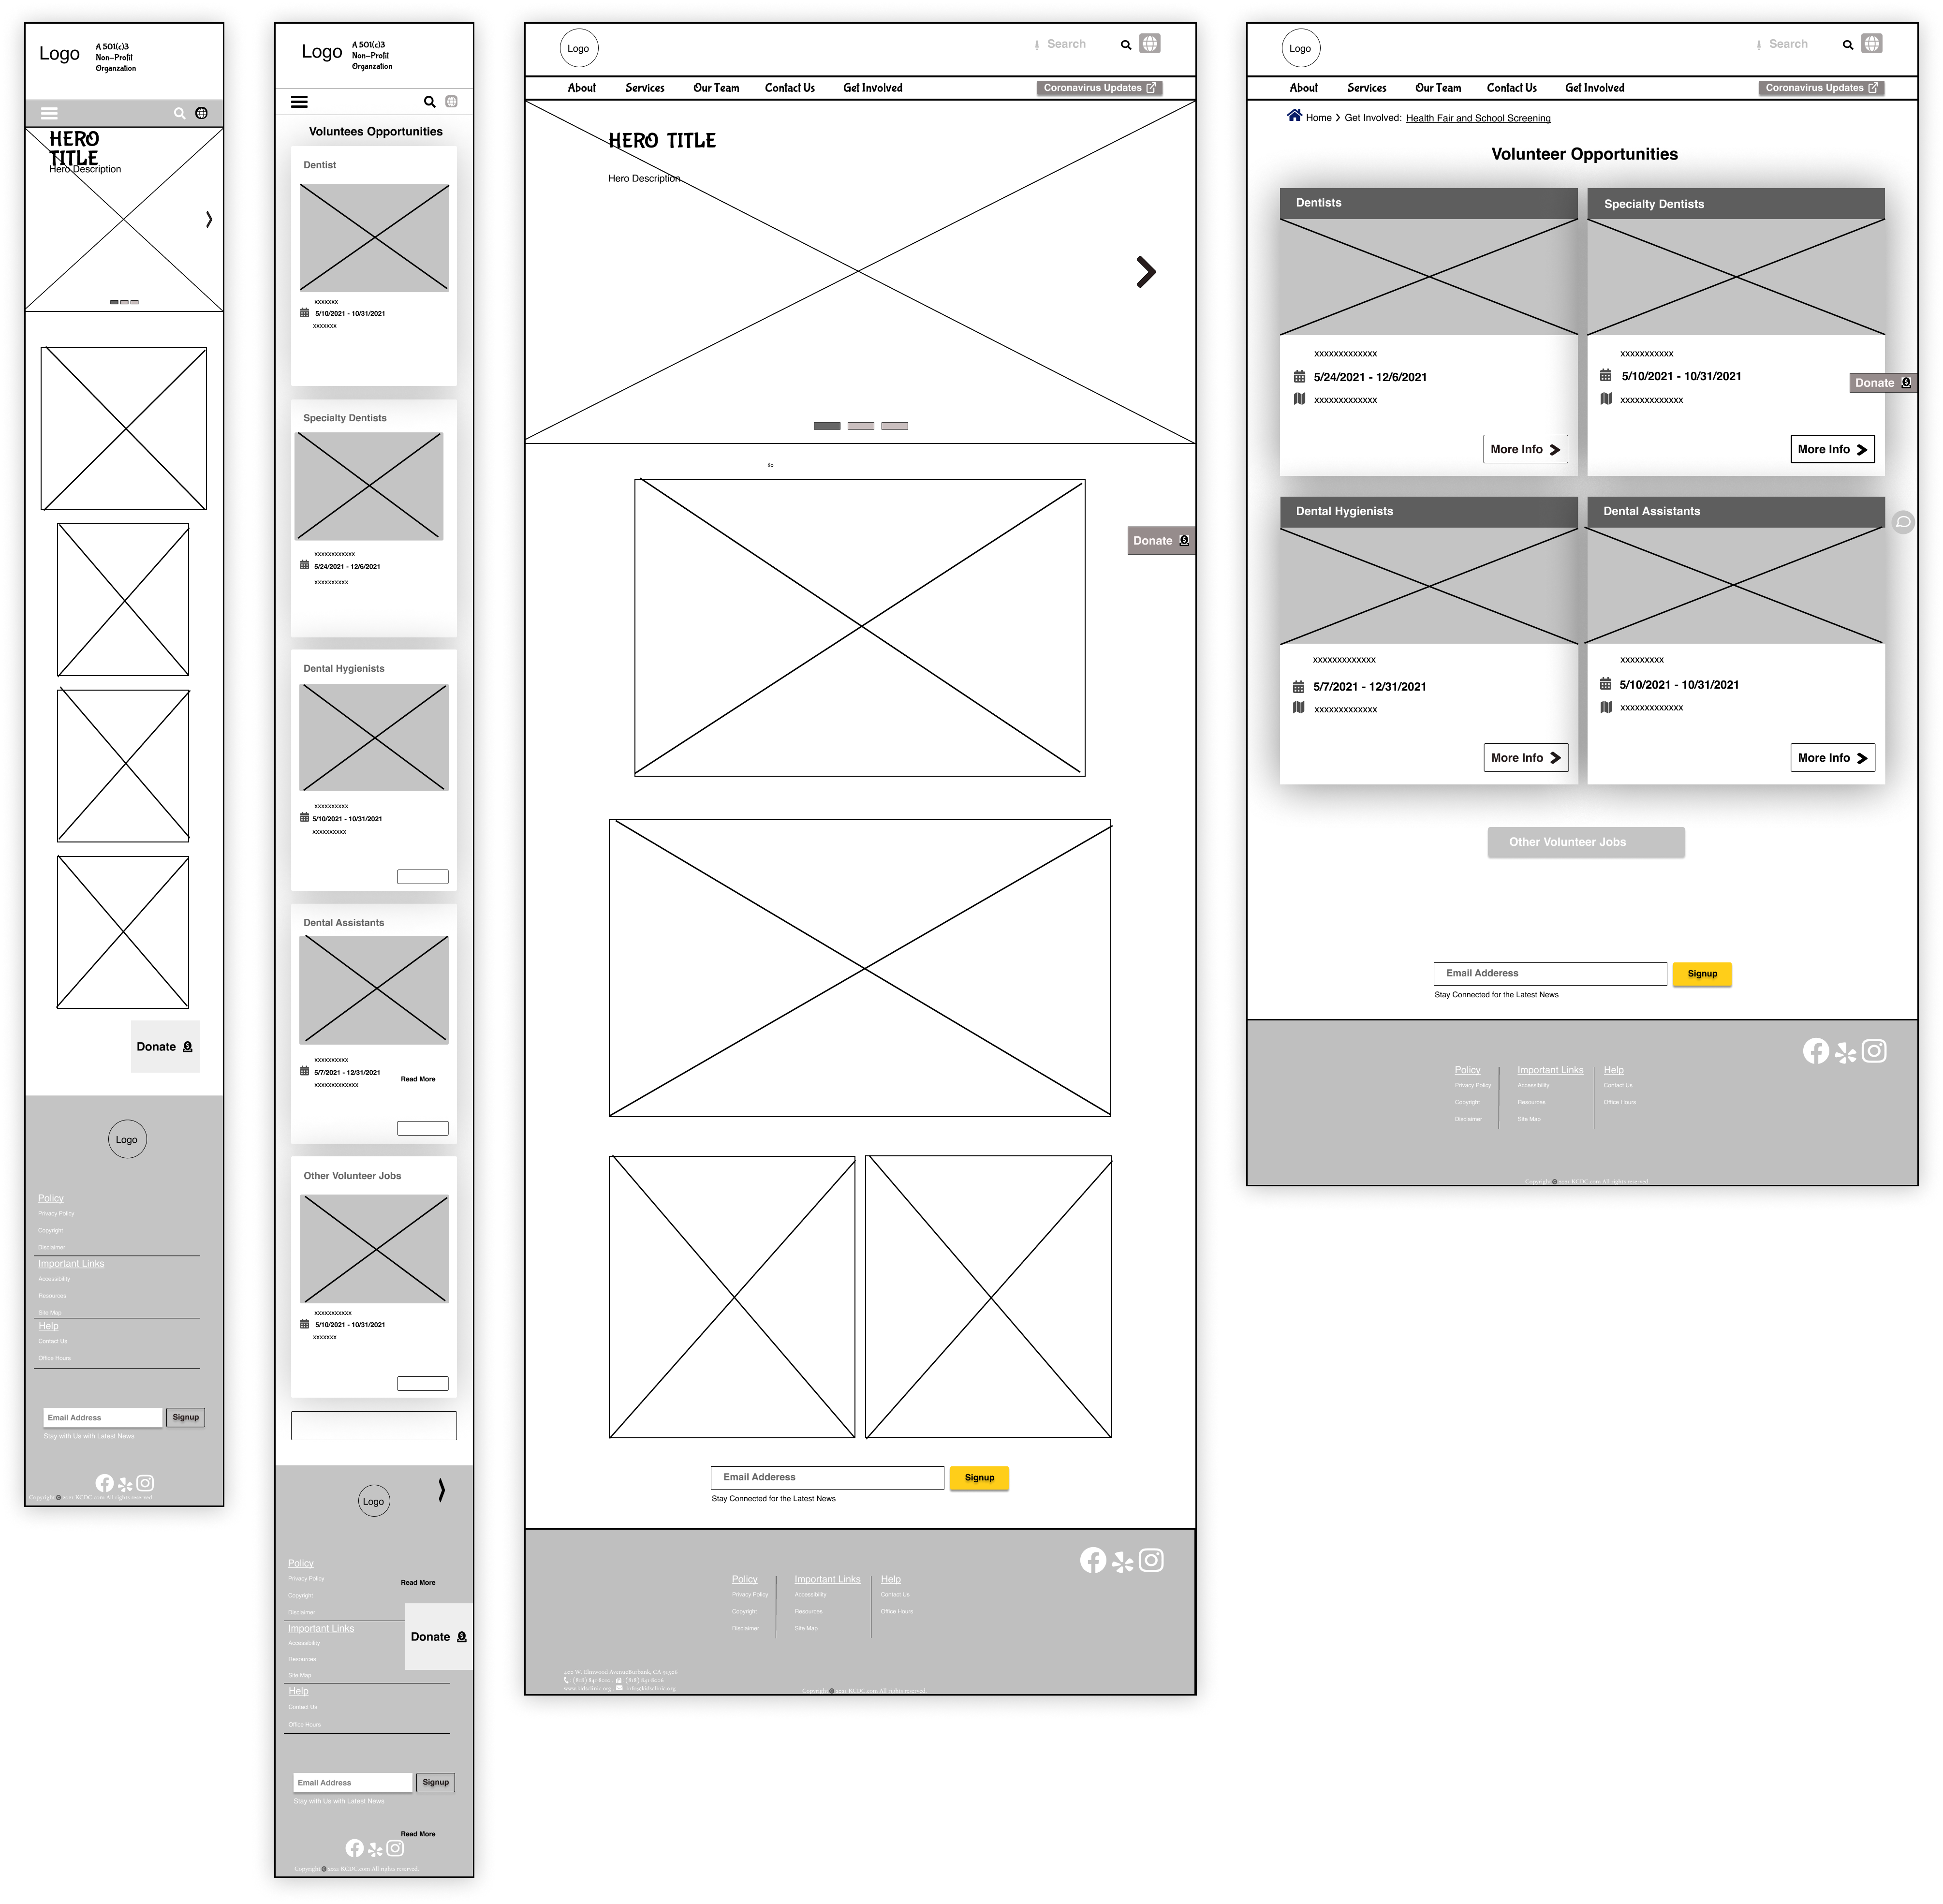 Logo
A 501(c)3
Non-Profit
Organzation
HERO
TITLE
Hero Description
Donate
Logo
Policy
Privacy Policy
Copyright
Disclaimer
Important Links
Accessibility
Resources
Site Map
Help
Contact Us
Office Hours
Email Address
Signup
Stay with Us with Latest News
Copyright @ 2021 KCDC.com All rights reserved.
Logo
A 501(c)3
Non-Profit
Organzation
Voluntees Opportunities
Dentist
xxxxxxx
5/10/2021 - 10/31/2021
xxxxxxx
Specialty Dentists
xxxxxxxxxxxx
5/24/2021 - 12/6/2021
xxxxxxxxxx
Dental Hygienists
xxxxxxxxxx
5/10/2021 - 10/31/2021
xxxxxxxxxx
Dental Assistants
xxxxxxxxxx
5/7/2021 - 12/31/2021
Read More
xxxxxxxxxxxxx
Other Volunteer Jobs
xxxxxxxxxxx
5/10/2021 - 10/31/2021
xxxxxxx
Logo
Policy
Privacy Policy
Read More
Copyright
Disclaimer
Important Links
Donate
Accessibility
Resources
Site Map
Help
Contact Us
Office Hours
Email Address
Signup
Stay with Us with Latest News
Read More
Copyright @ 2021 KCDC.com All rights reserved.
Logo
Search
About Services Our Team Contact Us Get Involved Coronavirus Updates
HERO TITLE
Hero Description
80
Donate
Email Adderess
Signup
Stay Connected for the Latest News
Policy Important Links Help
Privacy Policy Accessibility Contact Us
Copyright Resources Office Hours
Disclaimer Site Map
Copyright @ 2021 KCDC.com All rights reserved.
Logo
Search
About Services Our Team Contact Us Get Involved Coronavirus Updates
Home Get Involved: Health Fair and School Screening
Volunteer Opportunities
Dentists
xxxxxxxxxxxxx
5/24/2021 - 12/6/2021
xxxxxxxxxxxxx
More Info
Specialty Dentists
xxxxxxxxxxx
5/10/2021 - 10/31/2021
Donate
xxxxxxxxxxxxx
More Info
Dental Hygienists
xxxxxxxxxxxxx
5/7/2021 - 12/31/2021
xxxxxxxxxxxxx
More Info
Dental Assistants
xxxxxxxxx
5/10/2021 - 10/31/2021
xxxxxxxxxxxxx
More Info
Other Volunteer Jobs
Email Adderess
Signup
Stay Connected for the Latest News
Policy Important Links Help
Privacy Policy Accessibility Contact Us
Copyright Resources Office Hours
Disclaimer Site Map
Copyright @ 2021 KCDC.com All rights reserved.